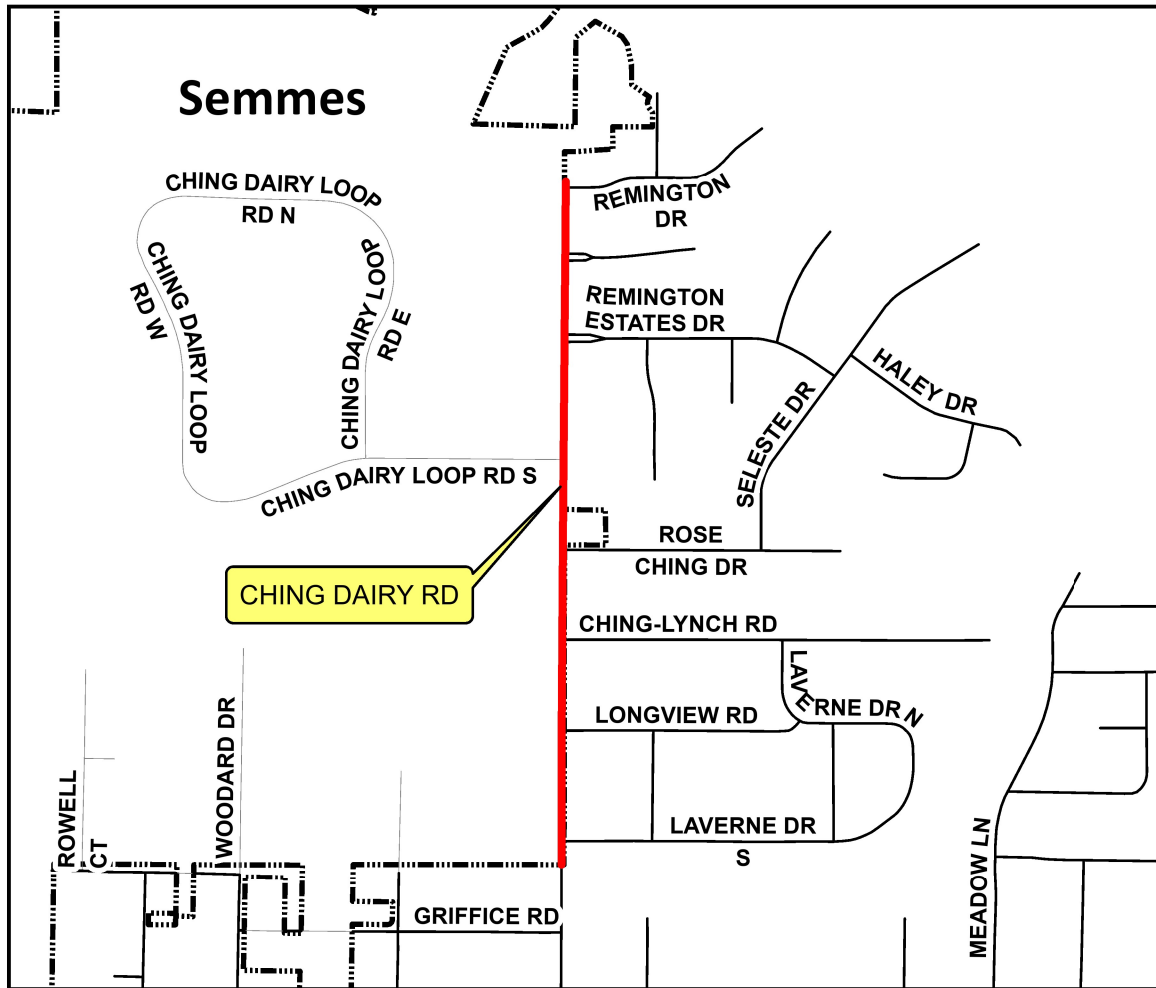 Semmes
CHING DAIRY LOOP
RD N
CHING DAIRY LOOP
RD W
CHING DAIRY LOOP
RD E
CHING DAIRY LOOP RD S
REMINGTON
DR
REMINGTON
ESTATES DR
HALEY DR
SELESTE DR
ROSE
CHING DR
CHING DAIRY RD
CHING-LYNCH RD
LAVERNE DR N
LONGVIEW RD
LAVERNE DR
S
WOODARD DR
ROWELL
CT
GRIFFICE RD
MEADOW LN